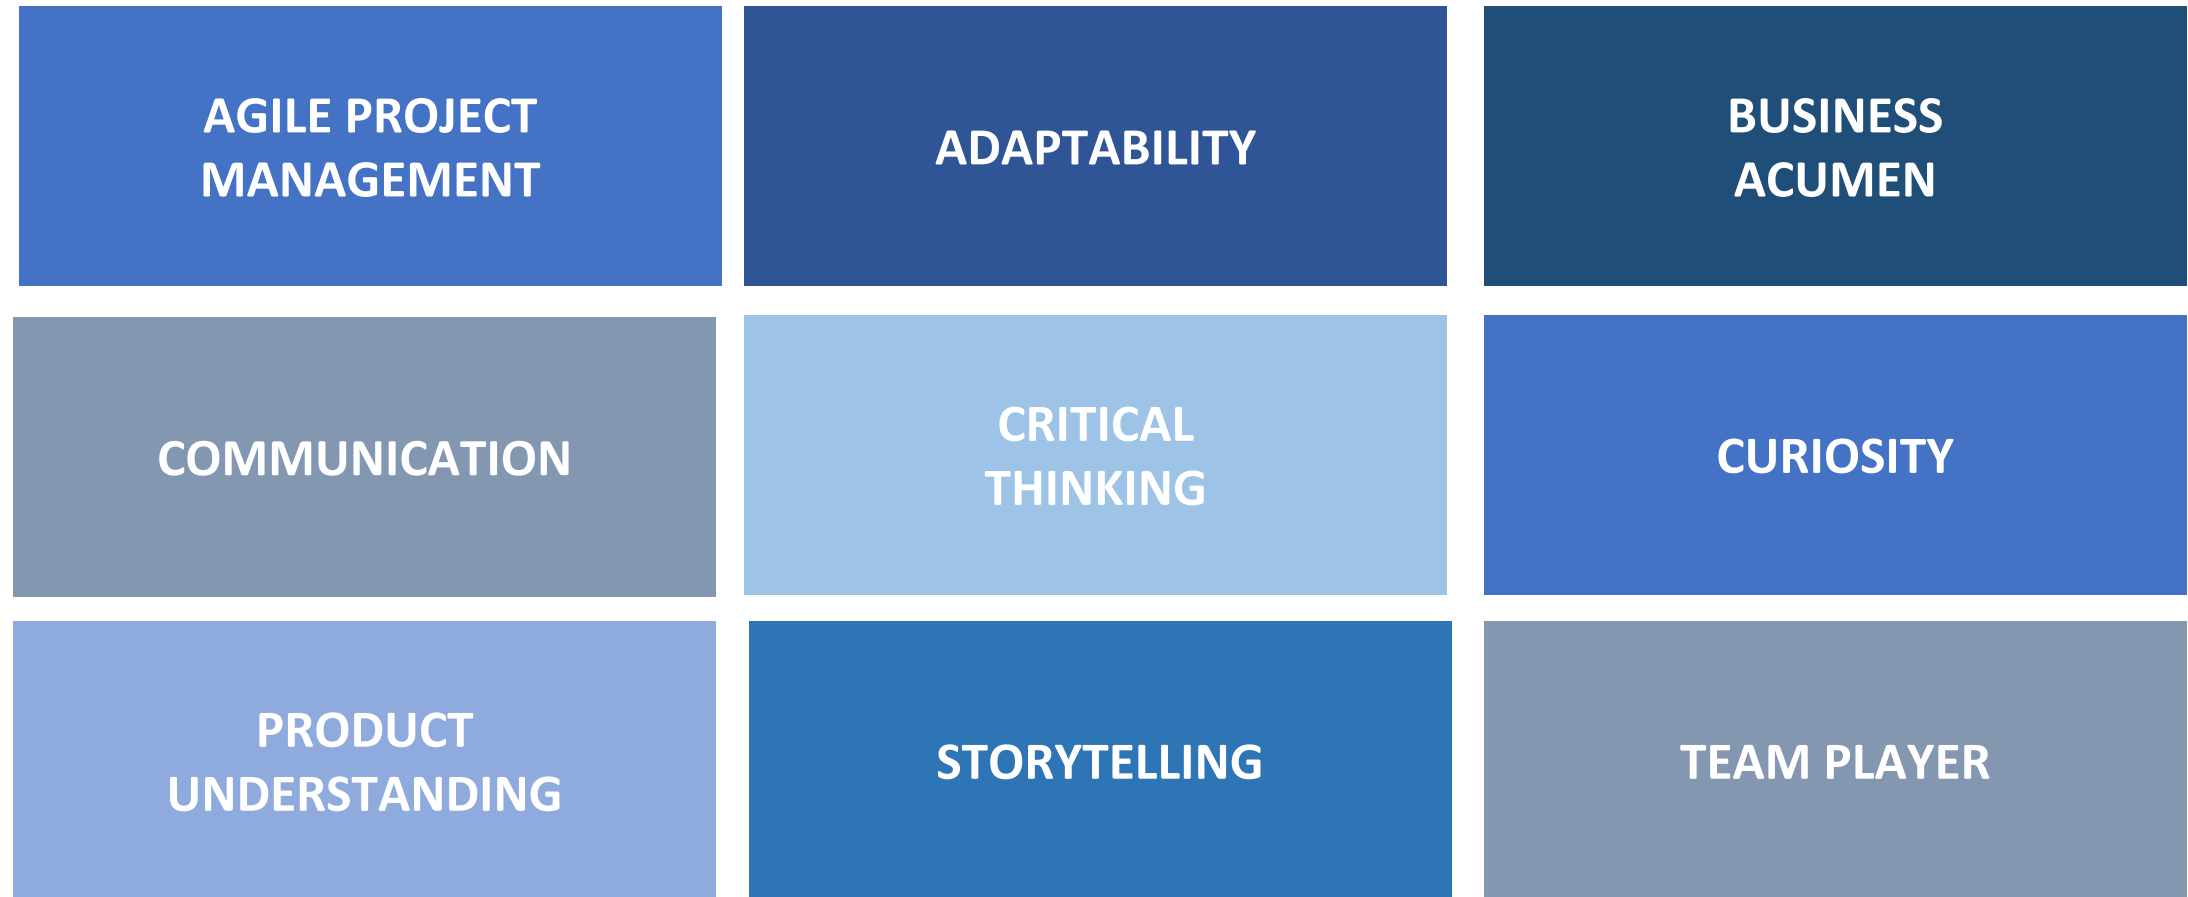 AGILE PROJECT
MANAGEMENT
ADAPTABILITY
BUSINESS
ACUMEN
COMMUNICATION
CRITICAL
THINKING
CURIOSITY
PRODUCT
UNDERSTANDING
STORYTELLING
TEAM PLAYER